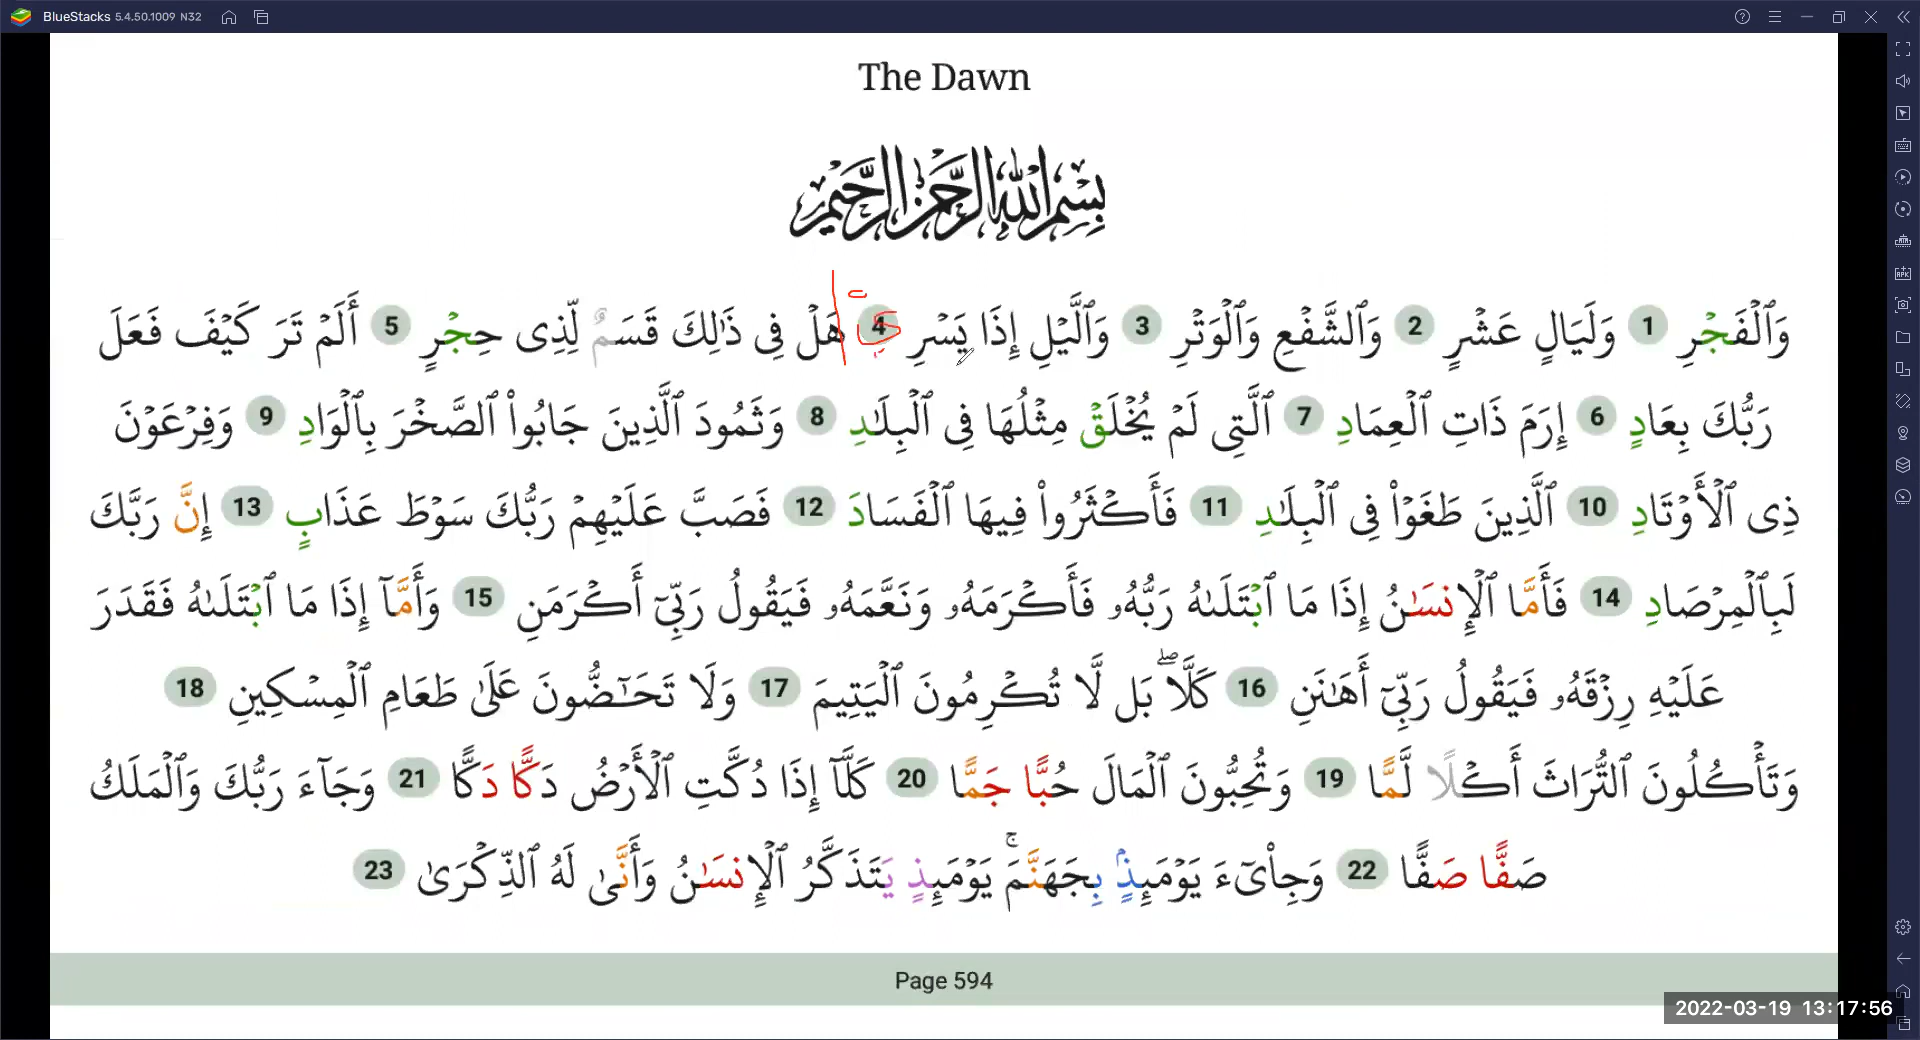 BlueStacks 5.4.50.1009 N32
The Dawn
بِسْمِ ٱللَّهِ ٱلرَّحْمَٰنِ ٱلرَّحِيمِ
وَٱلْفَجْرِ 1 وَلَيَالٍ عَشْرٍ 2 وَٱلشَّفْعِ وَٱلْوَتْرِ 3 وَٱلَّيْلِ إِذَا يَسْرِ 4 هَلْ فِى ذَٰلِكَ قَسَمٌ لِّذِى حِجْرٍ 5 أَلَمْ تَرَ كَيْفَ فَعَلَ
رَبُّكَ بِعَادٍ 6 إِرَمَ ذَاتِ ٱلْعِمَادِ 7 ٱلَّتِى لَمْ يُخْلَقْ مِثْلُهَا فِى ٱلْبِلَٰدِ 8 وَثَمُودَ ٱلَّذِينَ جَابُوا۟ ٱلصَّخْرَ بِٱلْوَادِ 9 وَفِرْعَوْنَ
ذِى ٱلْأَوْتَادِ 10 ٱلَّذِينَ طَغَوْا۟ فِى ٱلْبِلَٰدِ 11 فَأَكْثَرُوا۟ فِيهَا ٱلْفَسَادَ 12 فَصَبَّ عَلَيْهِمْ رَبُّكَ سَوْطَ عَذَابٍ 13 إِنَّ رَبَّكَ
لَبِٱلْمِرْصَادِ 14 فَأَمَّا ٱلْإِنسَٰنُ إِذَا مَا ٱبْتَلَىٰهُ رَبُّهُۥ فَأَكْرَمَهُۥ وَنَعَّمَهُۥ فَيَقُولُ رَبِّىٓ أَكْرَمَنِ 15 وَأَمَّآ إِذَا مَا ٱبْتَلَىٰهُ فَقَدَرَ
عَلَيْهِ رِزْقَهُۥ فَيَقُولُ رَبِّىٓ أَهَٰنَنِ 16 كَلَّا ۖ بَل لَّا تُكْرِمُونَ ٱلْيَتِيمَ 17 وَلَا تَحَٰٓضُّونَ عَلَىٰ طَعَامِ ٱلْمِسْكِينِ 18
وَتَأْكُلُونَ ٱلتُّرَاثَ أَكْلًا لَّمًّا 19 وَتُحِبُّونَ ٱلْمَالَ حُبًّا جَمًّا 20 كَلَّآ إِذَا دُكَّتِ ٱلْأَرْضُ دَكًّا دَكًّا 21 وَجَآءَ رَبُّكَ وَٱلْمَلَكُ
صَفًّا صَفًّا 22 وَجِا۟ىٓءَ يَوْمَئِذٍۭ بِجَهَنَّمَ ۚ يَوْمَئِذٍ يَتَذَكَّرُ ٱلْإِنسَٰنُ وَأَنَّىٰ لَهُ ٱلذِّكْرَىٰ 23
Page 594
2022-03-19 13:17:56